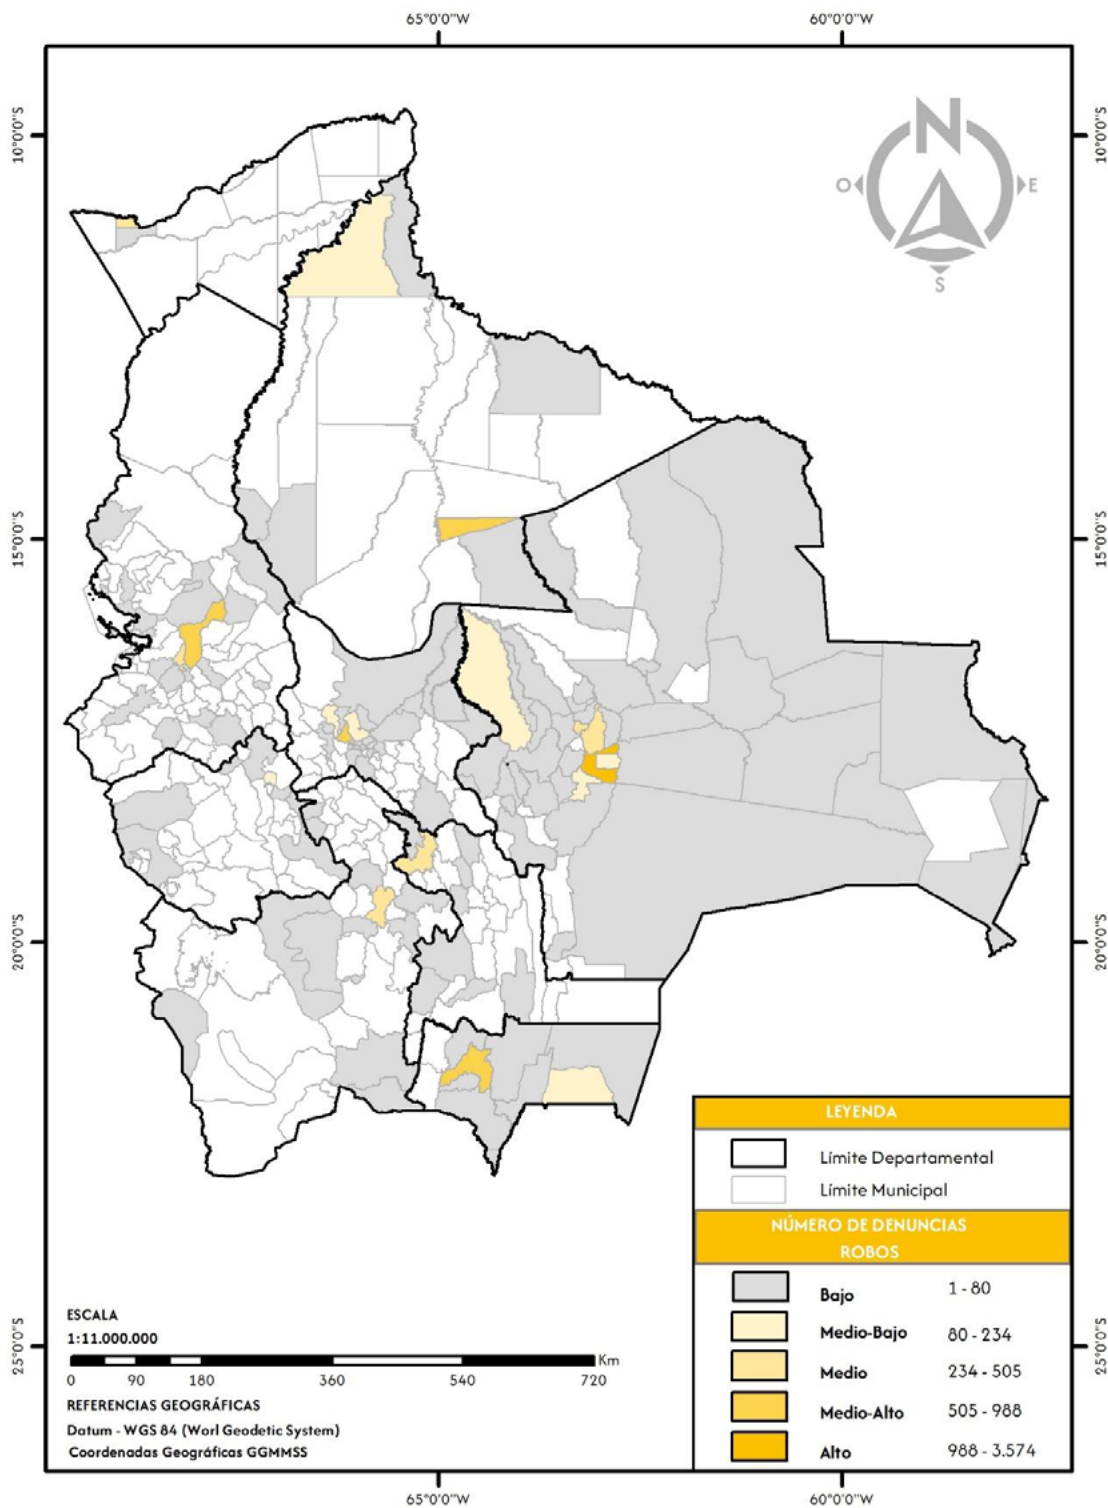 65°0'0"W 60°0'0"W
10°0'0"S 10°0'0"S
N
O E
S
15°0'0"S 15°0'0"S
20°0'0"S 20°0'0"S
LEYENDA
Límite Departamental
Límite Municipal
NÚMERO DE DENUNCIAS
ROBOS
Bajo 1 - 80
Medio-Bajo 80 - 234
Medio 234 - 505
Medio-Alto 505 - 988
Alto 988 - 3.574
ESCALA
1:11.000.000
Km
0 90 180 360 540 720
REFERENCIAS GEOGRÁFICAS
Datum - WGS 84 (Worl Geodetic System)
Coordenadas Geográficas GGMMSS
25°0'0"S 25°0'0"S
65°0'0"W 60°0'0"W